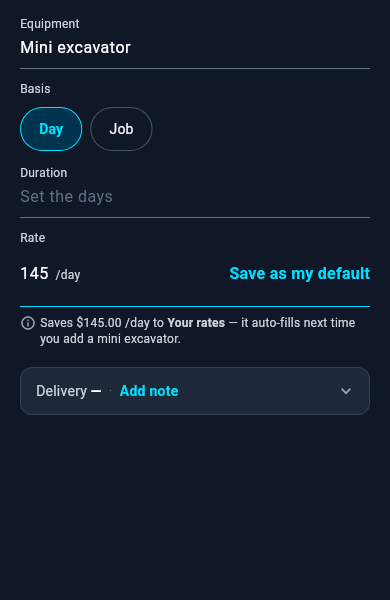 Equipment
Mini excavator
Basis
Day
Job
Duration
Set the days
Rate
145 /day
Save as my default
Saves $145.00 /day to Your rates — it auto-fills next time
you add a mini excavator.
Delivery — · Add note